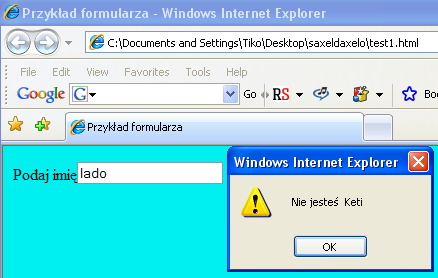 Przykład formularza - Windows Internet Explorer
C:\Documents and Settings\Tiko\Desktop\saxeldaxelo\test1.html
File Edit View Favorites Tools Help
Google G Go RS Boo
Przykład formularza
Podaj imię lado
Windows Internet Explorer
Nie jesteś Keti
OK